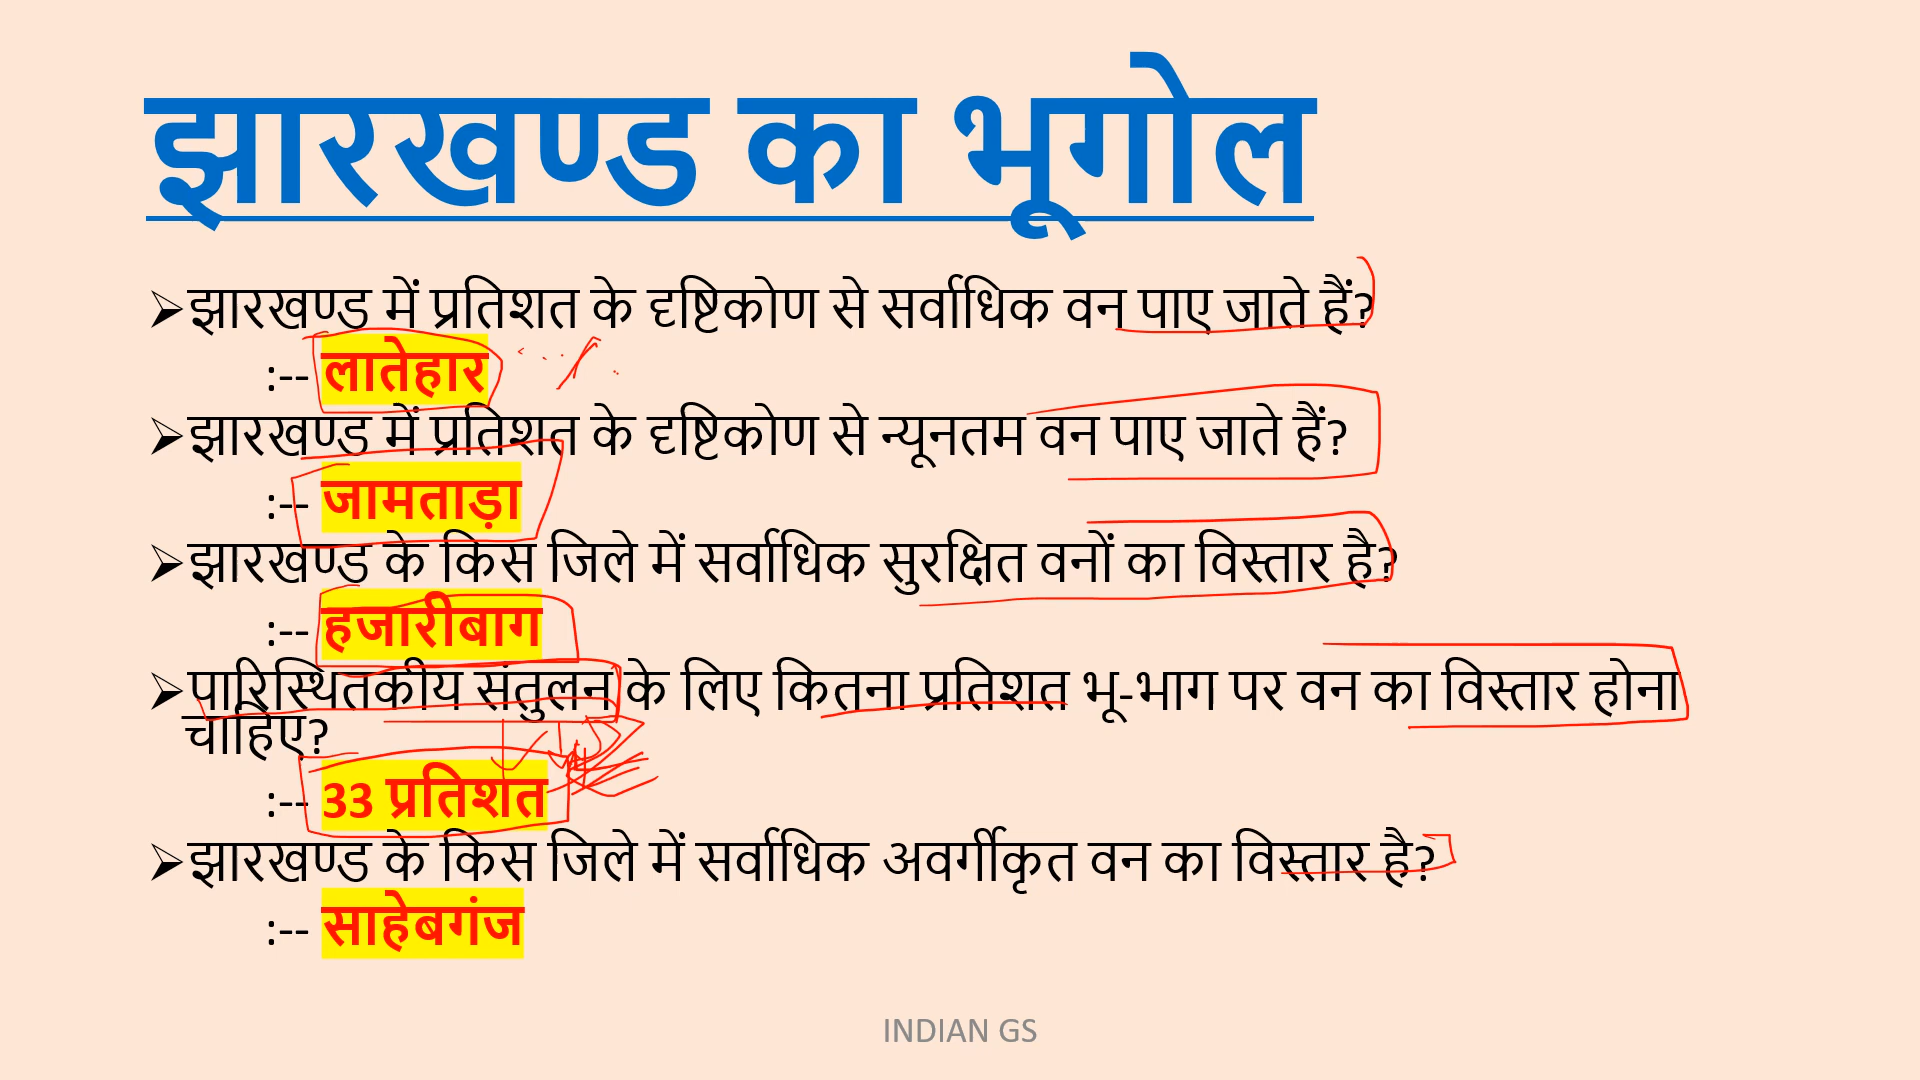 झारखण्ड का भूगोल
➢झारखण्ड में प्रतिशत के दृष्टिकोण से सर्वाधिक वन पाए जाते हैं?
:-- लातेहार
➢झारखण्ड में प्रतिशत के दृष्टिकोण से न्यूनतम वन पाए जाते हैं?
:-- जामताड़ा
➢झारखण्ड के किस जिले में सर्वाधिक सुरक्षित वनों का विस्तार है?
:-- हजारीबाग
➢पारिस्थितकीय संतुलन के लिए कितना प्रतिशत भू-भाग पर वन का विस्तार होना
चाहिए?
:-- 33 प्रतिशत
➢झारखण्ड के किस जिले में सर्वाधिक अवर्गीकृत वन का विस्तार है?
:-- साहेबगंज
INDIAN GS